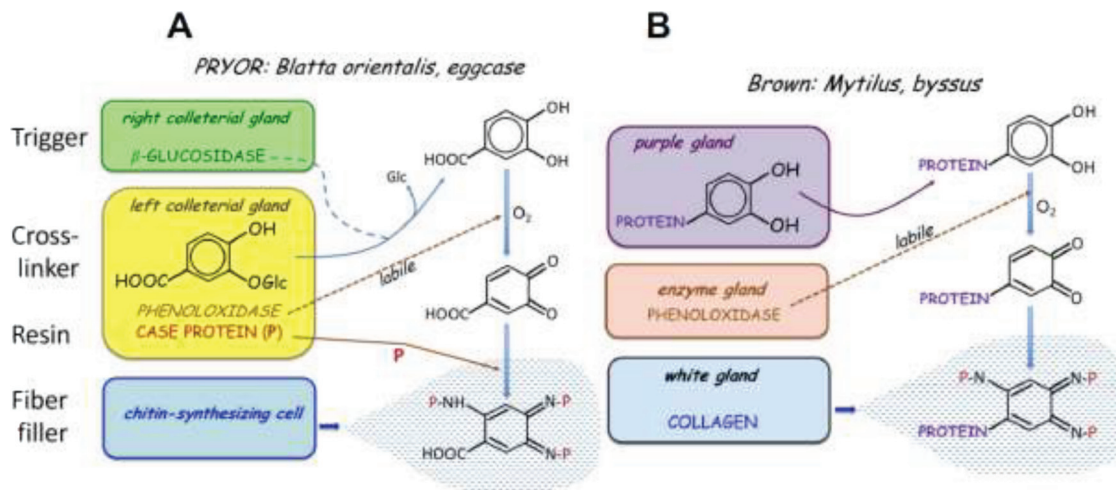 A
PRYOR: Blatta orientalis, eggcase
Trigger
Cross-
linker
Resin
Fiber
filler
right colleterial gland
β-GLUCOSIDASE
left colleterial gland
OH
HOOC
OGlc
PHENOLOXIDASE
CASE PROTEIN (P)
chitin-synthesizing cell
Glc
labile
P
OH
HOOC
OH
O2
O
O
HOOC
P-NH
N-P
HOOC
N-P
B
Brown: Mytilus, byssus
purple gland
OH
PROTEIN
OH
enzyme gland
PHENOLOXIDASE
white gland
COLLAGEN
labile
OH
PROTEIN
OH
O2
O
PROTEIN
O
P-N
N-P
PROTEIN
N-P